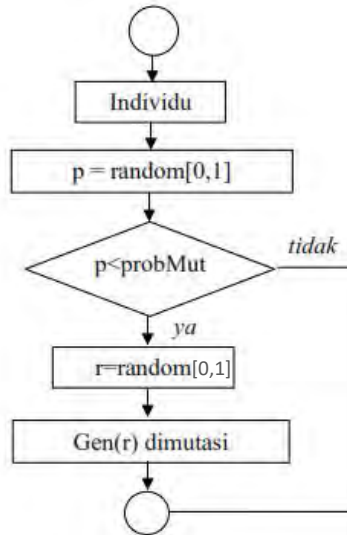 Individu
p = random[0,1]
p<probMut
tidak
ya
r=random[0,1]
Gen(r) dimutasi